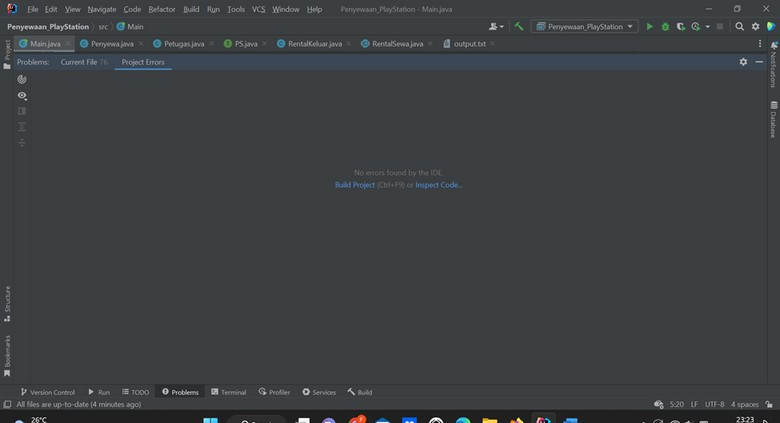 File Edit View Navigate Code Refactor Build Run Tools VCS Window Help Penyewaan_PlayStation - Main.java
Penyewaan_PlayStation src Main Penyewaan_PlayStation
Main.java Penyewa.java Petugas.java PS.java RentalKeluar.java RentalSewa.java output.txt
Project
Notifications
Database
Problems: Current File 76 Project Errors
No errors found by the IDE.
Build Project (Ctrl+F9) or Inspect Code...
Structure
Bookmarks
Version Control Run TODO Problems Terminal Profiler Services Build
All files are up-to-date (4 minutes ago) 5:20 LF UTF-8 4 spaces
26°C 23:23